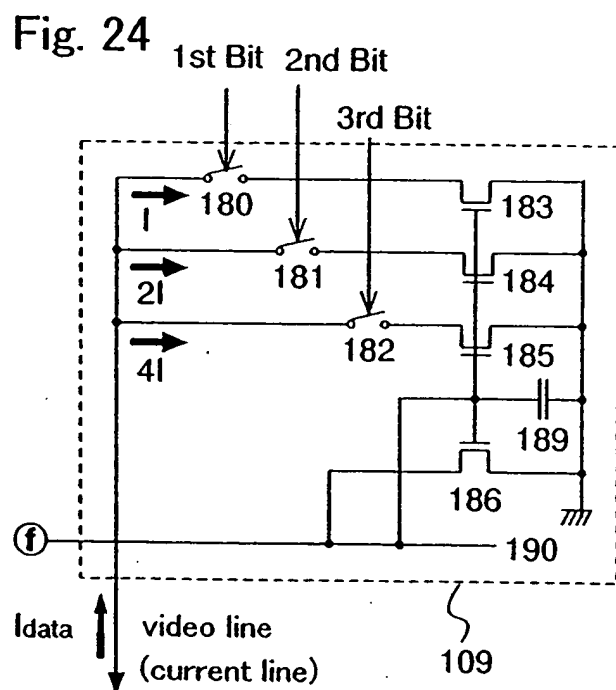 Fig. 24
1st Bit
2nd Bit
3rd Bit
180
183
I
181
184
2I
182
185
4I
189
186
f
190
Idata
video line
(current line)
109